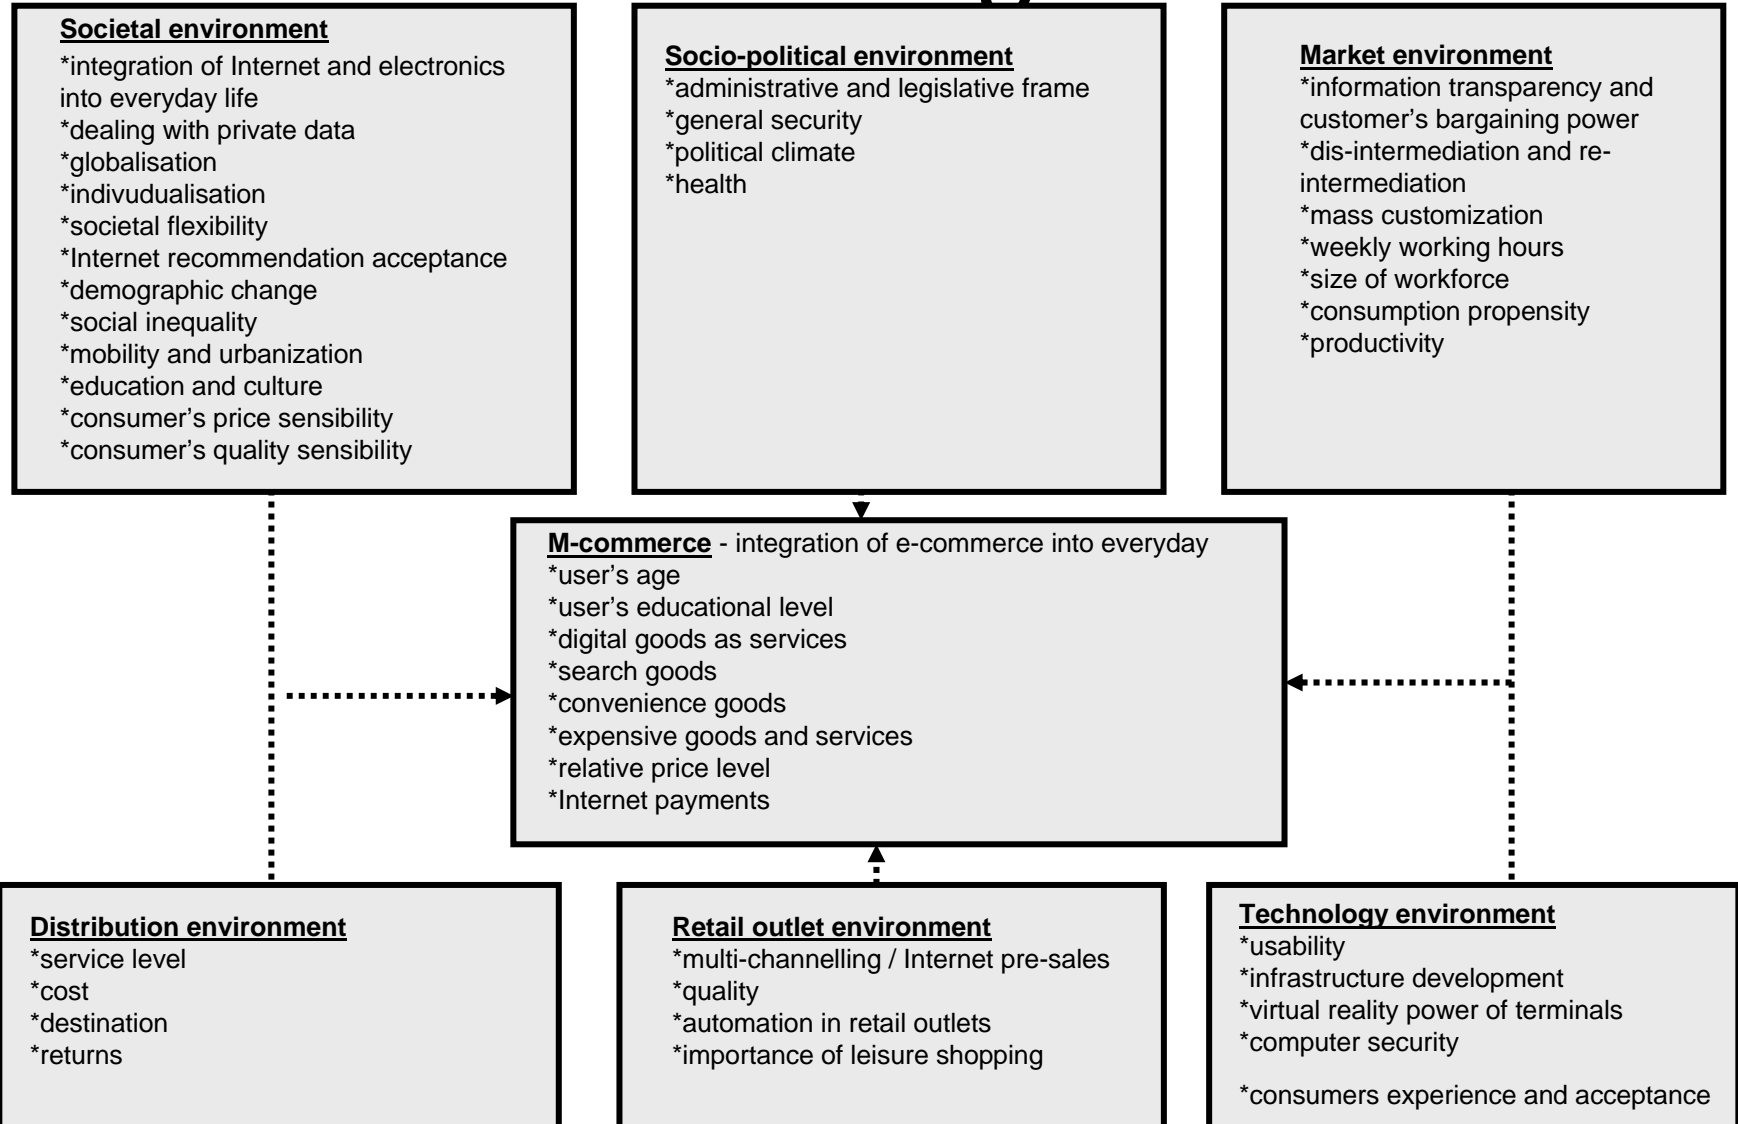 Societal environment
*integration of Internet and electronics
into everyday life
*dealing with private data
*globalisation
*indivudualisation
*societal flexibility
*Internet recommendation acceptance
*demographic change
*social inequality
*mobility and urbanization
*education and culture
*consumer’s price sensibility
*consumer’s quality sensibility
Socio-political environment
*administrative and legislative frame
*general security
*political climate
*health
Market environment
*information transparency and
customer’s bargaining power
*dis-intermediation and re-
intermediation
*mass customization
*weekly working hours
*size of workforce
*consumption propensity
*productivity
M-commerce - integration of e-commerce into everyday
*user’s age
*user’s educational level
*digital goods as services
*search goods
*convenience goods
*expensive goods and services
*relative price level
*Internet payments
Distribution environment
*service level
*cost
*destination
*returns
Retail outlet environment
*multi-channelling / Internet pre-sales
*quality
*automation in retail outlets
*importance of leisure shopping
Technology environment
*usability
*infrastructure development
*virtual reality power of terminals
*computer security
*consumers experience and acceptance